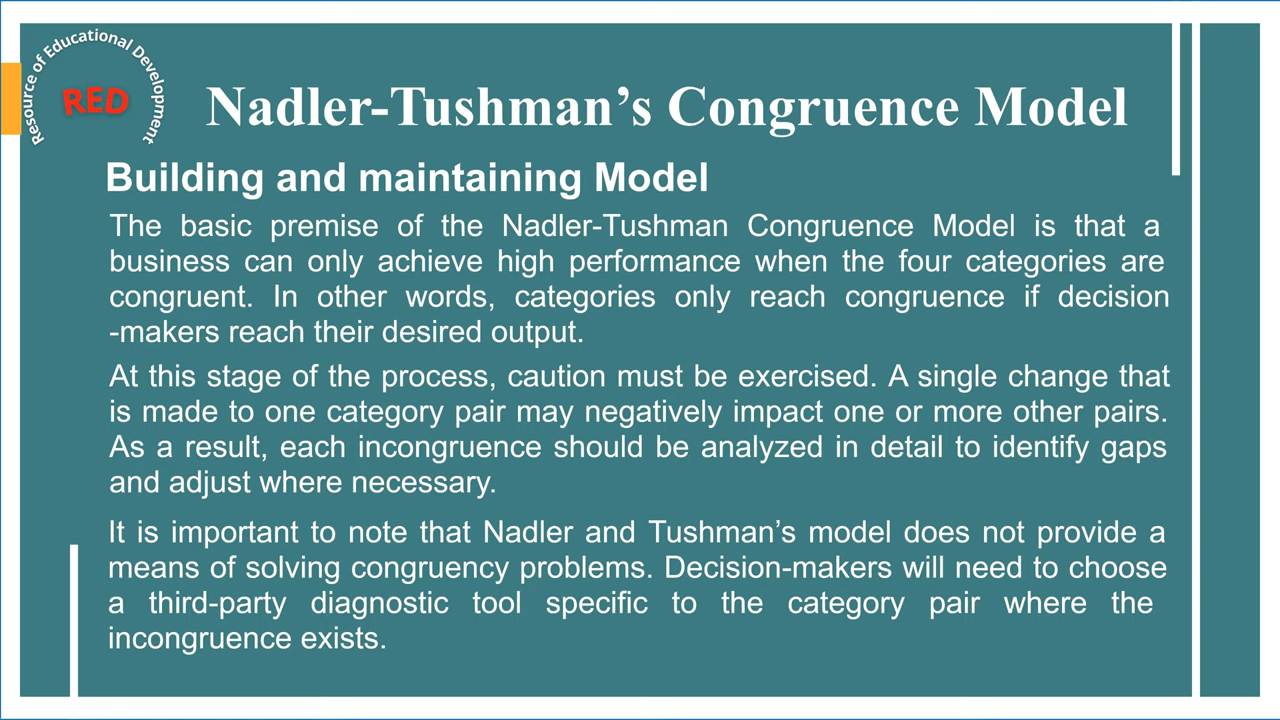 Resource of Educational Development
RED
Nadler-Tushman’s Congruence Model
Building and maintaining Model
The basic premise of the Nadler-Tushman Congruence Model is that a
business can only achieve high performance when the four categories are
congruent. In other words, categories only reach congruence if decision
-makers reach their desired output.
At this stage of the process, caution must be exercised. A single change that
is made to one category pair may negatively impact one or more other pairs.
As a result, each incongruence should be analyzed in detail to identify gaps
and adjust where necessary.
It is important to note that Nadler and Tushman’s model does not provide a
means of solving congruency problems. Decision-makers will need to choose
a third-party diagnostic tool specific to the category pair where the
incongruence exists.